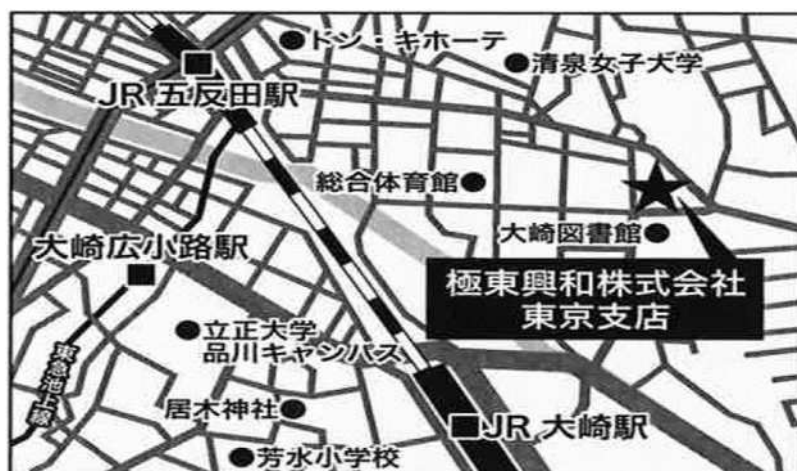 ドン・キホーテ
清泉女子大学
JR 五反田駅
総合体育館
大崎図書館
大崎広小路駅
極東興和株式会社
東京支店
立正大学
品川キャンパス
東急池上線
居木神社
JR 大崎駅
芳水小学校